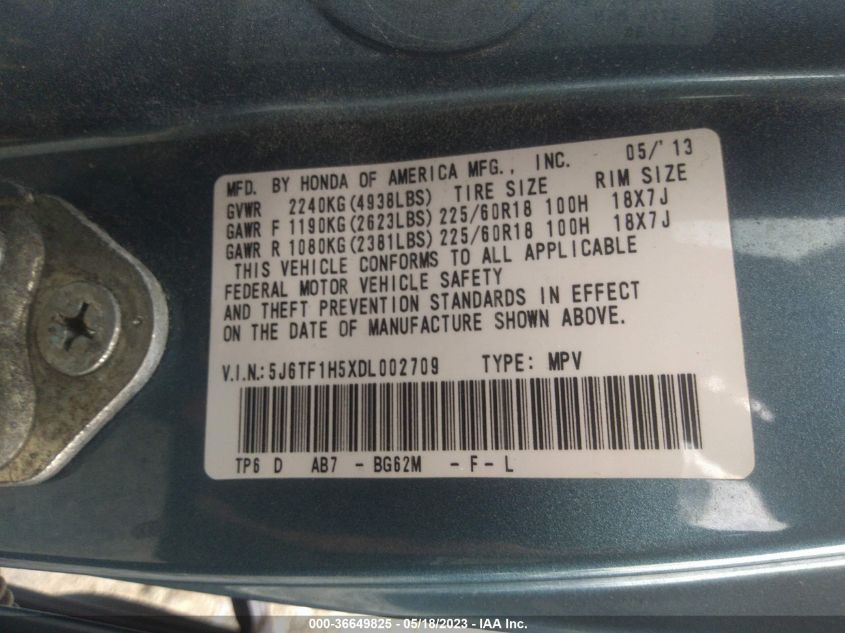 MFD. BY HONDA OF AMERICA MFG., INC. 05/'13
GVWR 2240KG(4938LBS) TIRE SIZE RIM SIZE
GAWR F 1190KG(2623LBS) 225/60R18 100H 18X7J
GAWR R 1080KG(2381LBS) 225/60R18 100H 18X7J
THIS VEHICLE CONFORMS TO ALL APPLICABLE
FEDERAL MOTOR VEHICLE SAFETY
AND THEFT PREVENTION STANDARDS IN EFFECT
ON THE DATE OF MANUFACTURE SHOWN ABOVE.
V.I.N.: 5J6TF1H5XDL002709 TYPE: MPV
TP6 D AB7 - BG62M - F - L
000-36649825 - 05/18/2023 - IAA Inc.